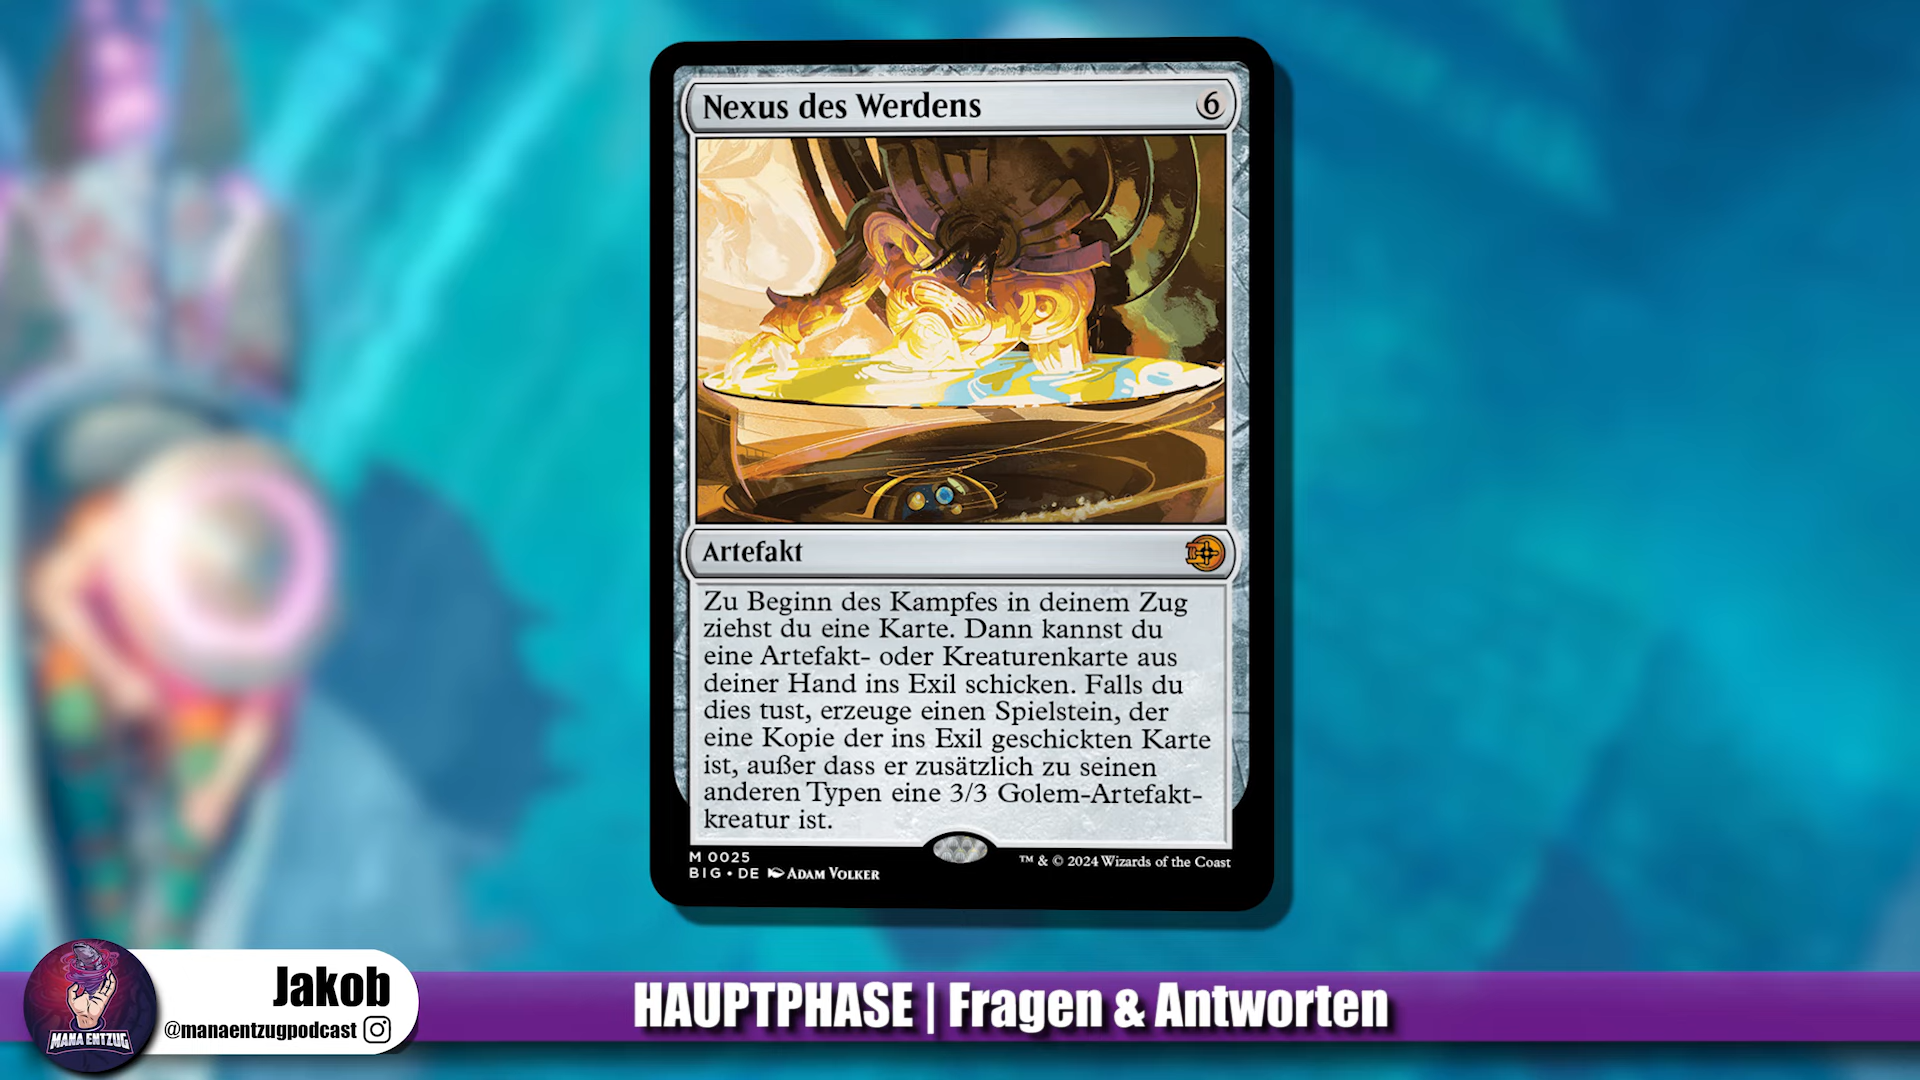 Nexus des Werdens
6
Artefakt
Zu Beginn des Kampfes in deinem Zug
ziehst du eine Karte. Dann kannst du
eine Artefakt- oder Kreaturenkarte aus
deiner Hand ins Exil schicken. Falls du
dies tust, erzeuge einen Spielstein, der
eine Kopie der ins Exil geschickten Karte
ist, außer dass er zusätzlich zu seinen
anderen Typen eine 3/3 Golem-Artefakt-
kreatur ist.
M 0025
BIG • DE ADAM VOLKER
™ & © 2024 Wizards of the Coast
MANA ENTZUG
Jakob
@manaentzugpodcast
HAUPTPHASE | Fragen & Antworten